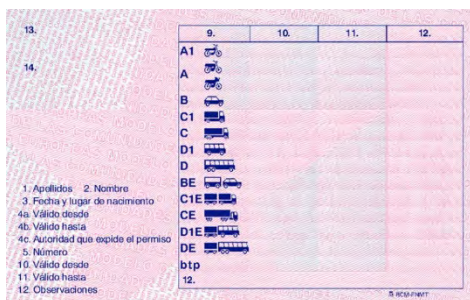 13.
14.
9. 10. 11. 12.
A1
A
B
C1
C
D1
D
BE
C1E
CE
D1E
DE
btp
12.
1. Apellidos 2. Nombre
3. Fecha y lugar de nacimiento
4a. Válido desde
4b. Válido hasta
4c. Autoridad que expide el permiso
5. Número
10. Válido desde
11. Válido hasta
12. Observaciones